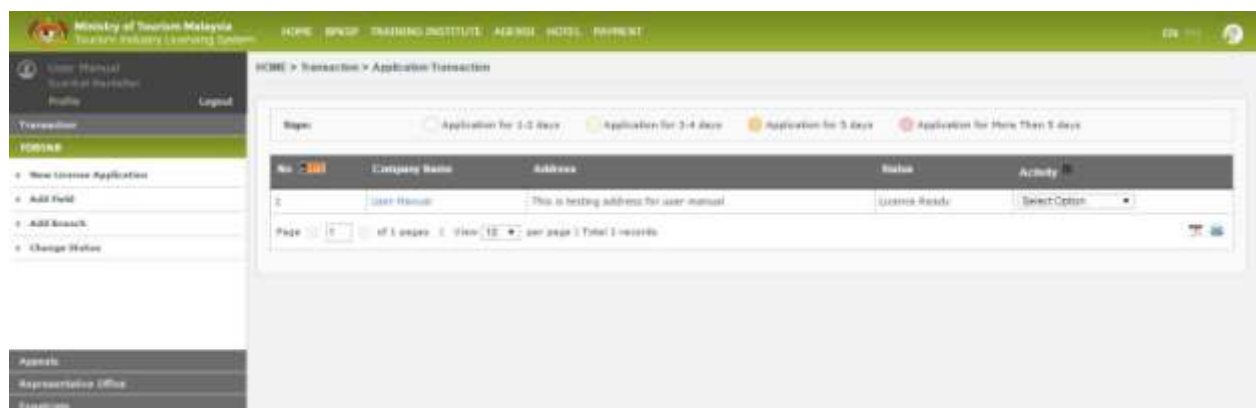 Ministry of Tourism Malaysia
Tourism Industry Licensing System
HOME BPKSP TRAINING INSTITUTE AGENSI HOTEL PAYMENT
EN
User Manual
Profile
Logout
HOME > Transaction > Application Transaction
Transaction
TOBTAB
New License Application
Add Field
Add Branch
Change Status
Appeals
Representative Office
Signs:
Application for 1-2 days
Application for 3-4 days
Application for 5 days
Application for More Than 5 days
No Company Name Address Status Activity
1 User Manual This is testing address for user manual License Ready Select Option
Page 1 of 1 pages | View 10 per page | Total 1 records